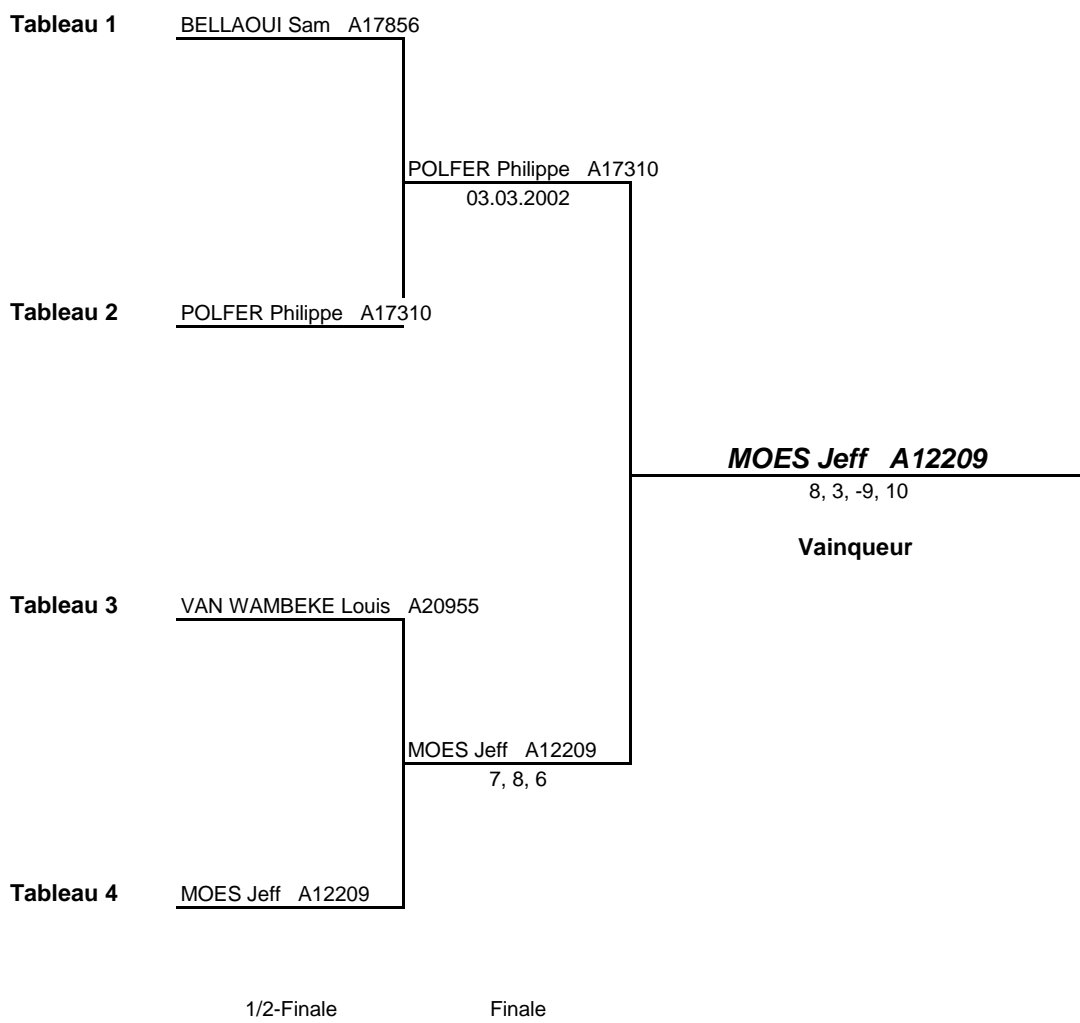 Tableau 1 BELLAOUI Sam A17856
POLFER Philippe A17310
03.03.2002
Tableau 2 POLFER Philippe A17310
MOES Jeff A12209
8, 3, -9, 10
Vainqueur
Tableau 3 VAN WAMBEKE Louis A20955
MOES Jeff A12209
7, 8, 6
Tableau 4 MOES Jeff A12209
1/2-Finale Finale